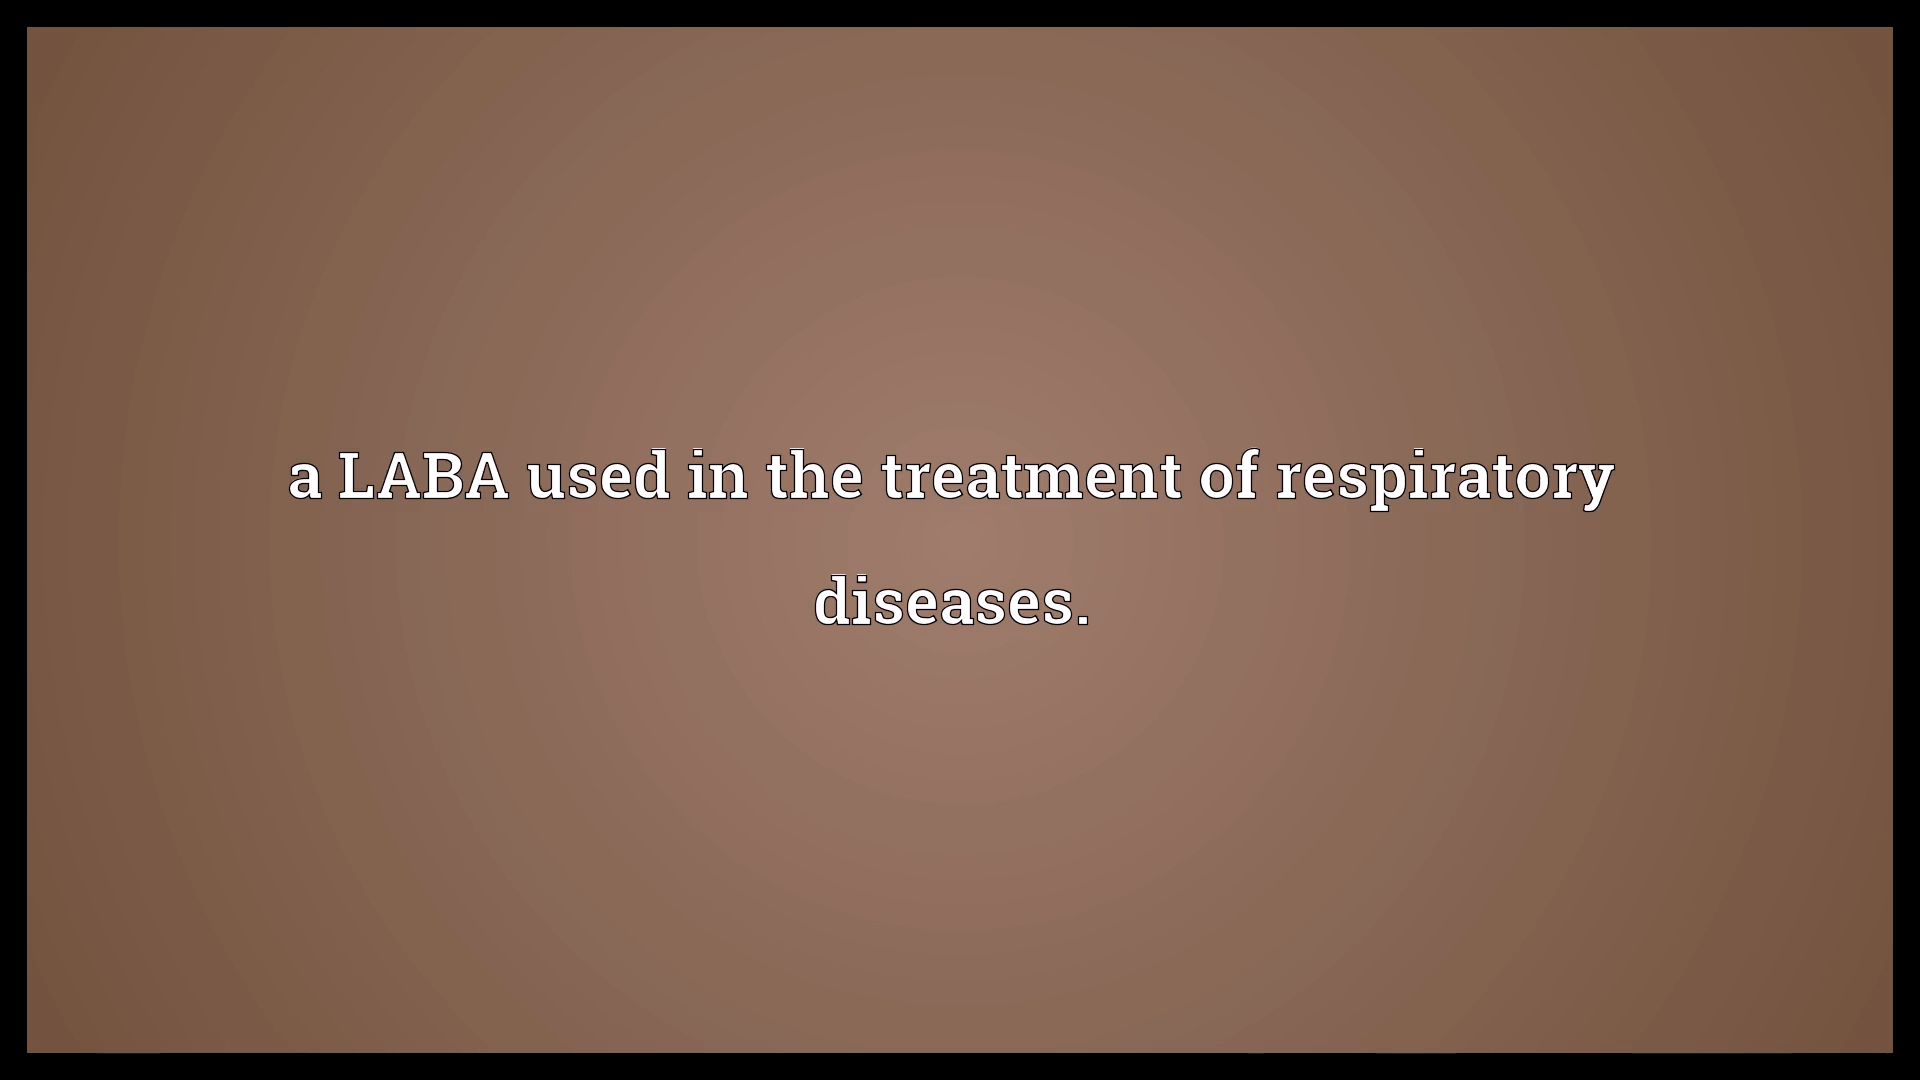 a LABA used in the treatment of respiratory
diseases.